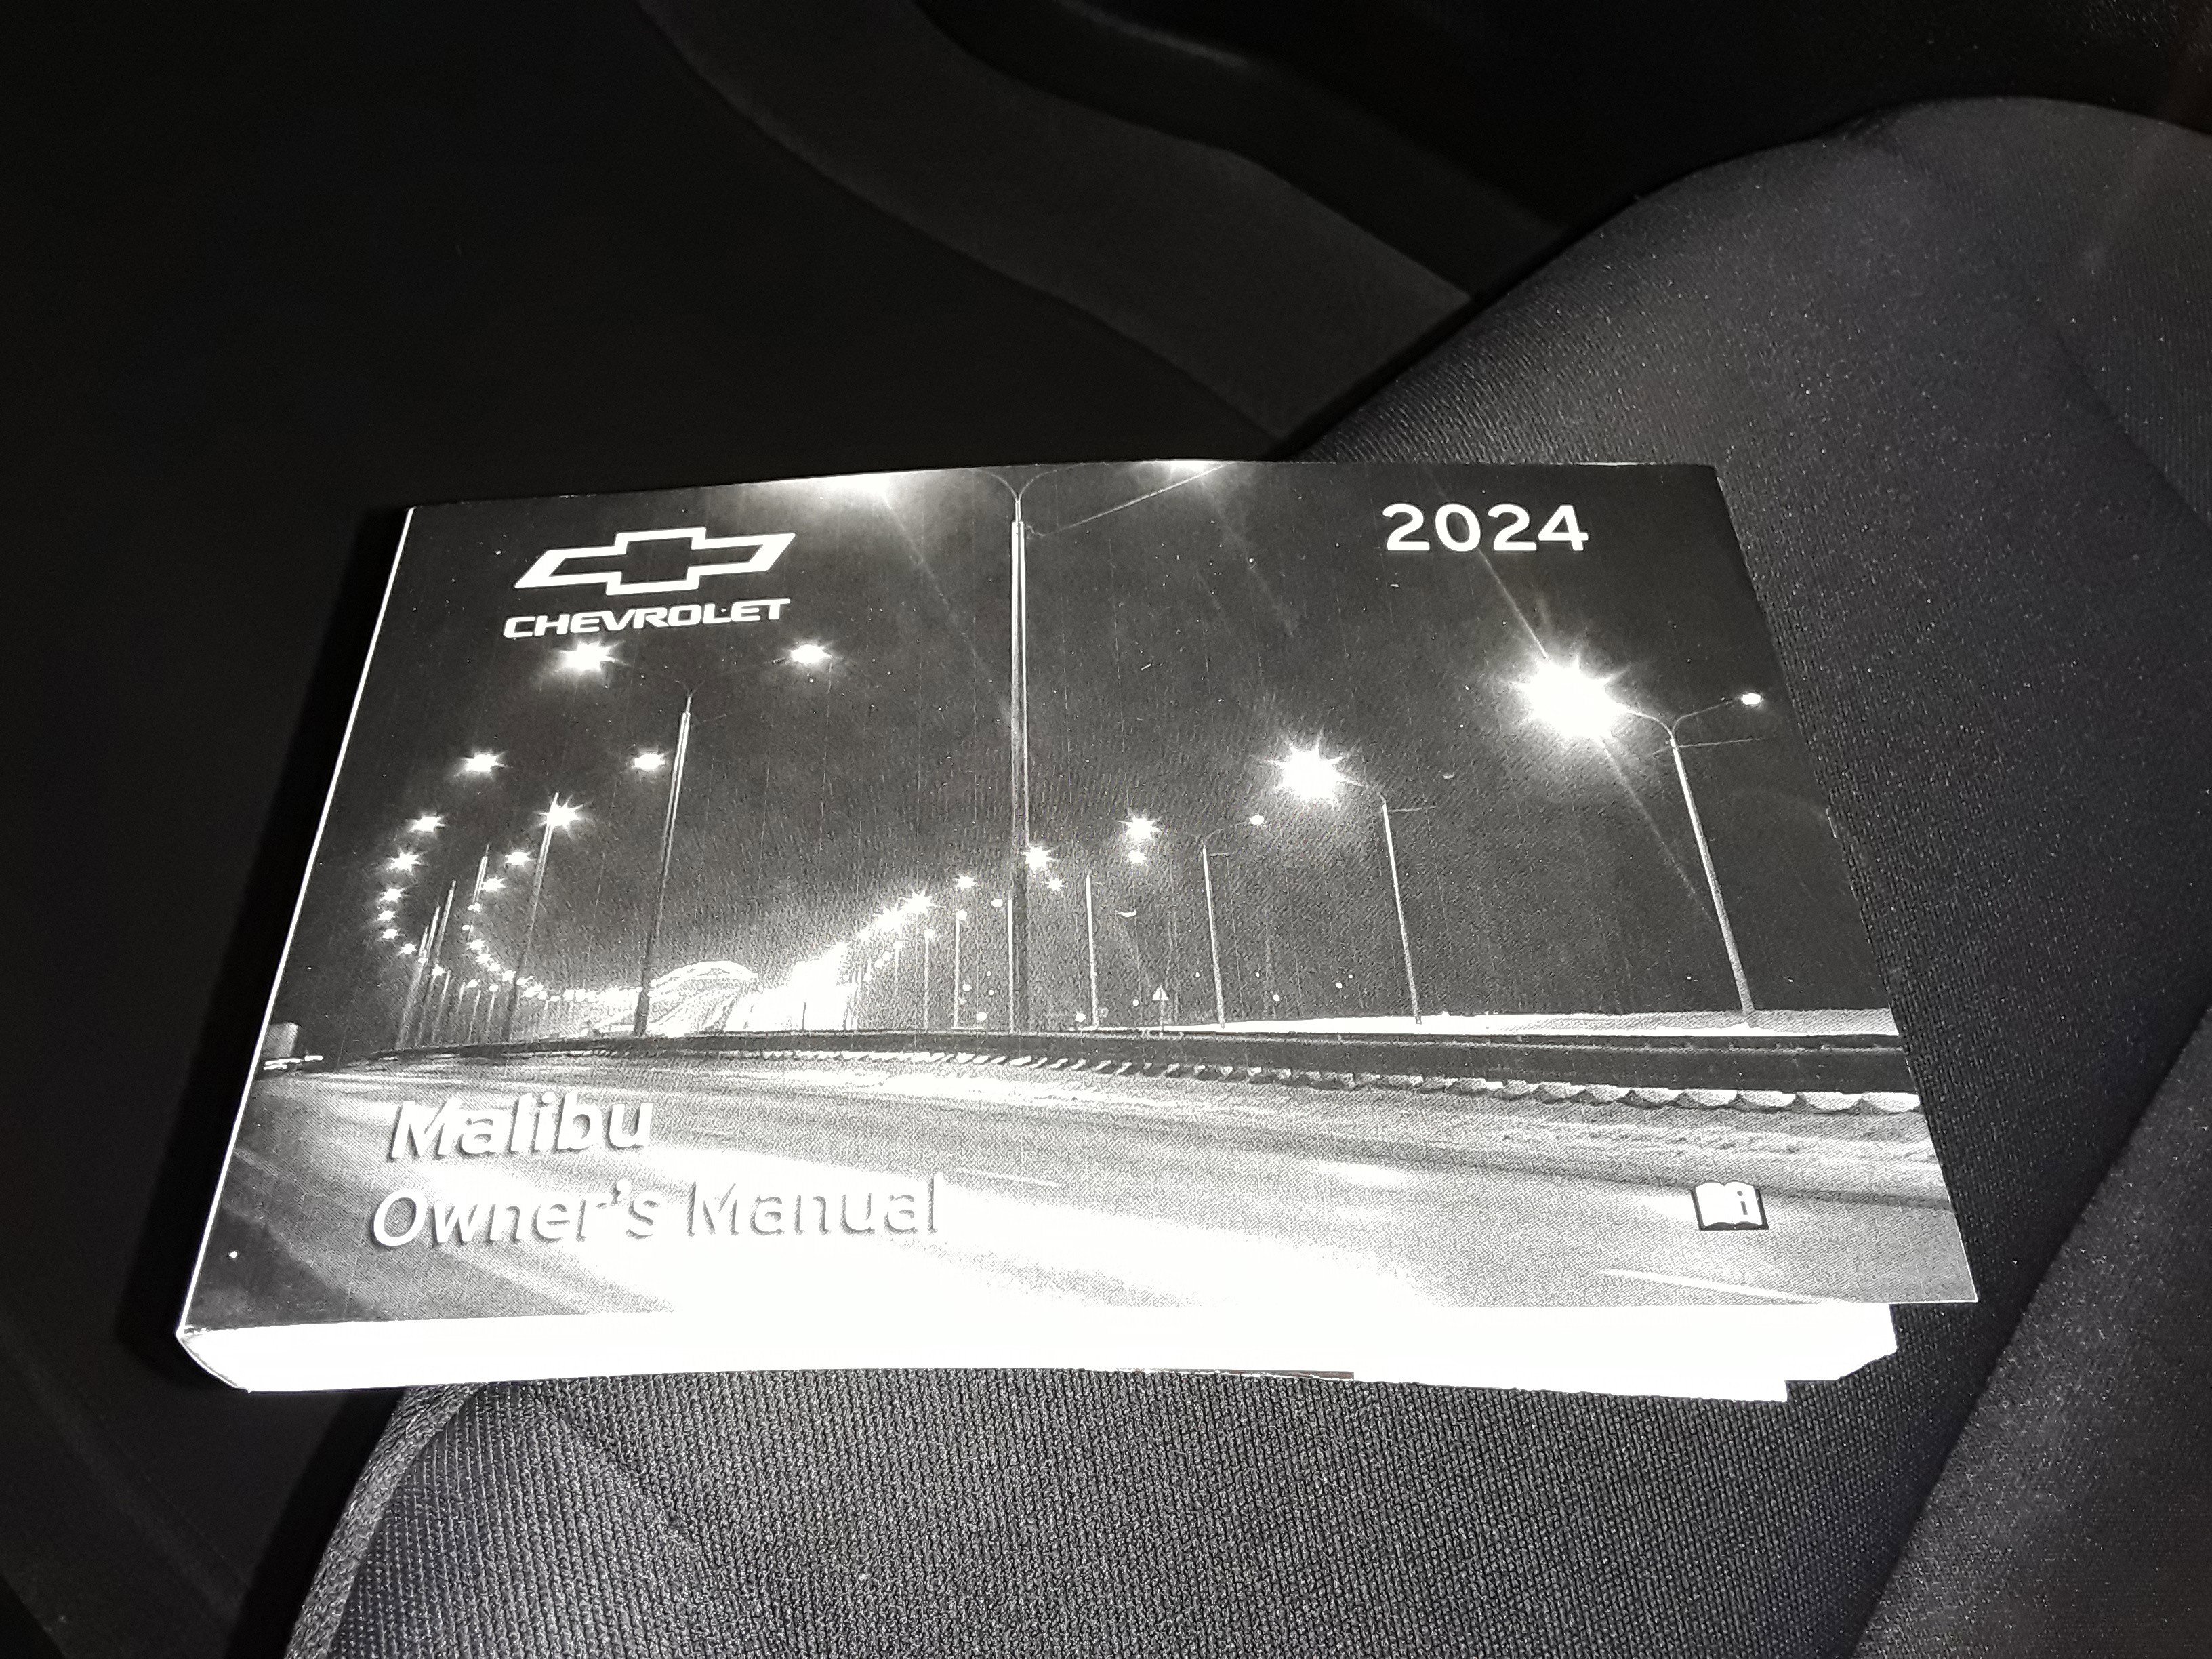 2024
CHEVROLET
Malibu
Owner's Manual
i